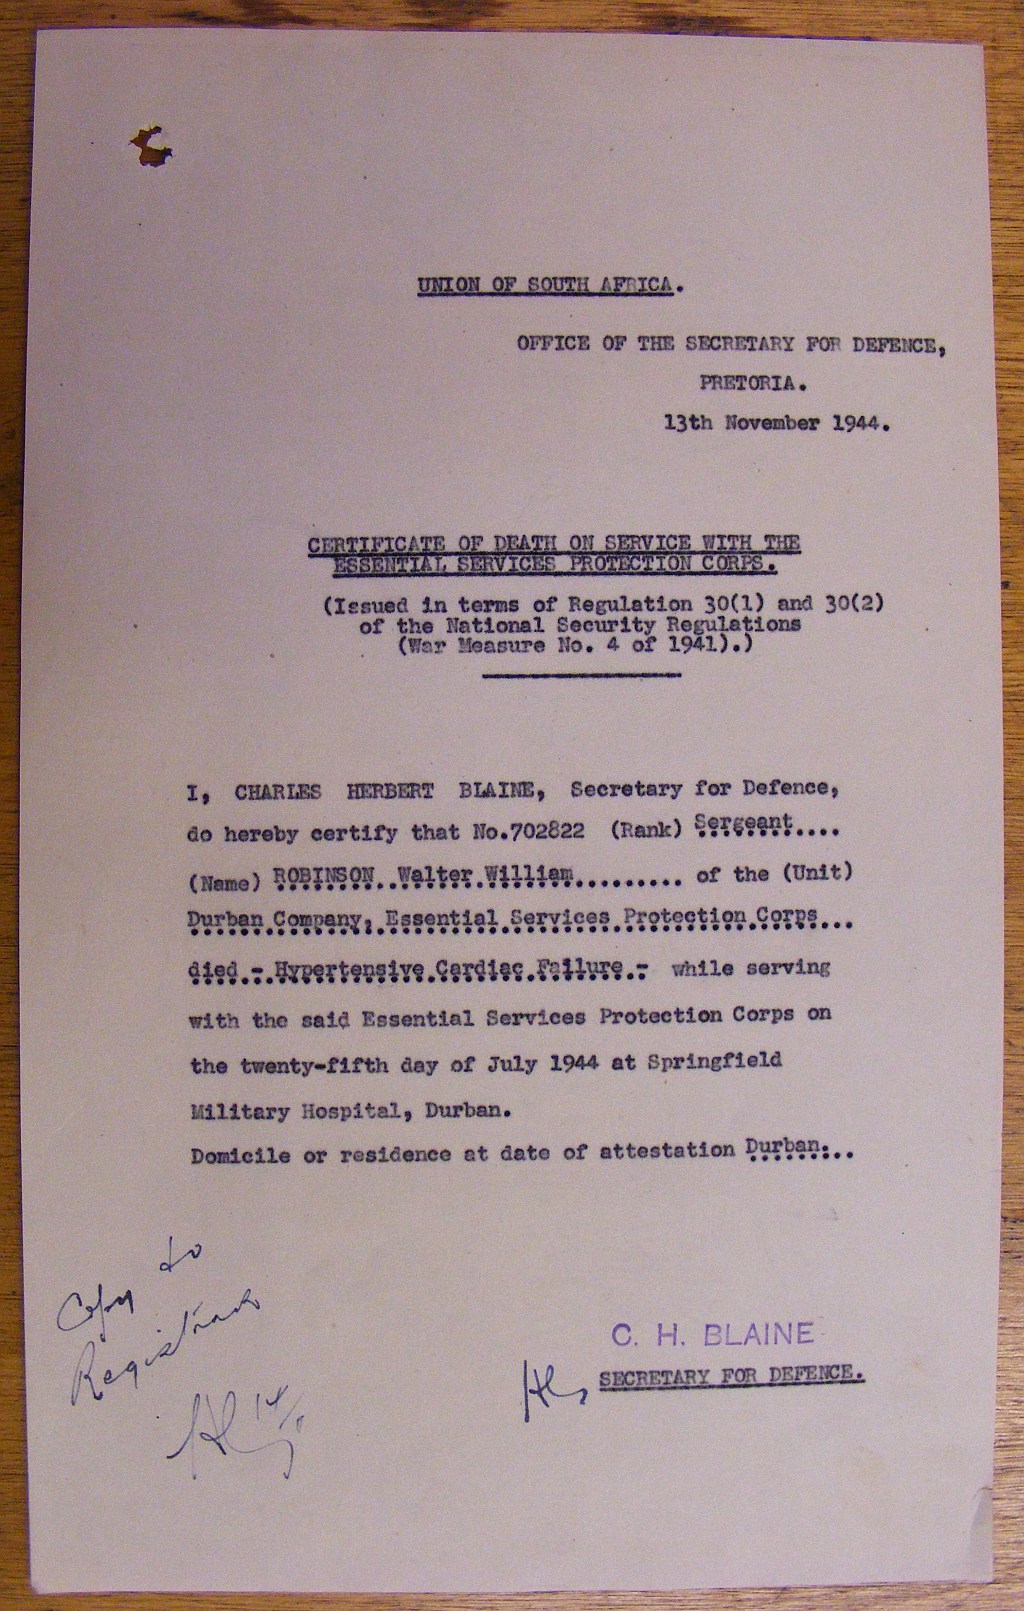 UNION OF SOUTH AFRICA.
OFFICE OF THE SECRETARY FOR DEFENCE,
PRETORIA.
13th November 1944.
CERTIFICATE OF DEATH ON SERVICE WITH THE
ESSENTIAL SERVICES PROTECTION CORPS.
(Issued in terms of Regulation 30(1) and 30(2)
of the National Security Regulations
(War Measure No. 4 of 1941).)
I, CHARLES HERBERT BLAINE, Secretary for Defence,
do hereby certify that No.702822 (Rank) Sergeant....
(Name) ROBINSON Walter William......... of the (Unit)
Durban Company, Essential Services Protection Corps...
died - Hypertensive Cardiac Failure - while serving
with the said Essential Services Protection Corps on
the twenty-fifth day of July 1944 at Springfield
Military Hospital, Durban.
Domicile or residence at date of attestation Durban...
Copy to
Registrar
C. H. BLAINE
SECRETARY FOR DEFENCE.